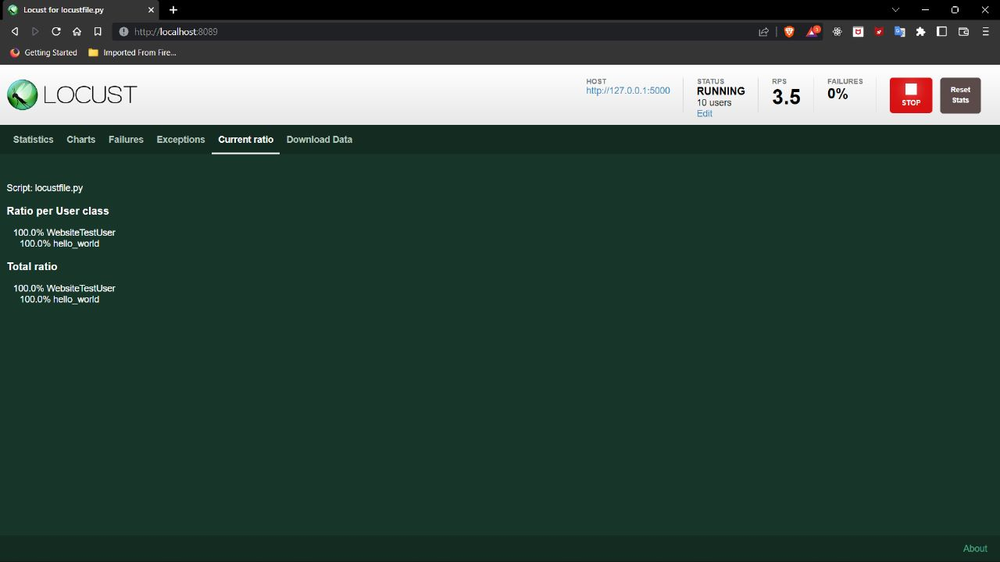 Locust for locustfile.py
http://localhost:8089
3
Getting Started
Imported From Fire...
LOCUST
HOST
http://127.0.0.1:5000
STATUS
RUNNING
10 users
Edit
RPS
3.5
FAILURES
0%
STOP
Reset
Stats
Statistics
Charts
Failures
Exceptions
Current ratio
Download Data
Script: locustfile.py
Ratio per User class
100.0% WebsiteTestUser
100.0% hello_world
Total ratio
100.0% WebsiteTestUser
100.0% hello_world
About